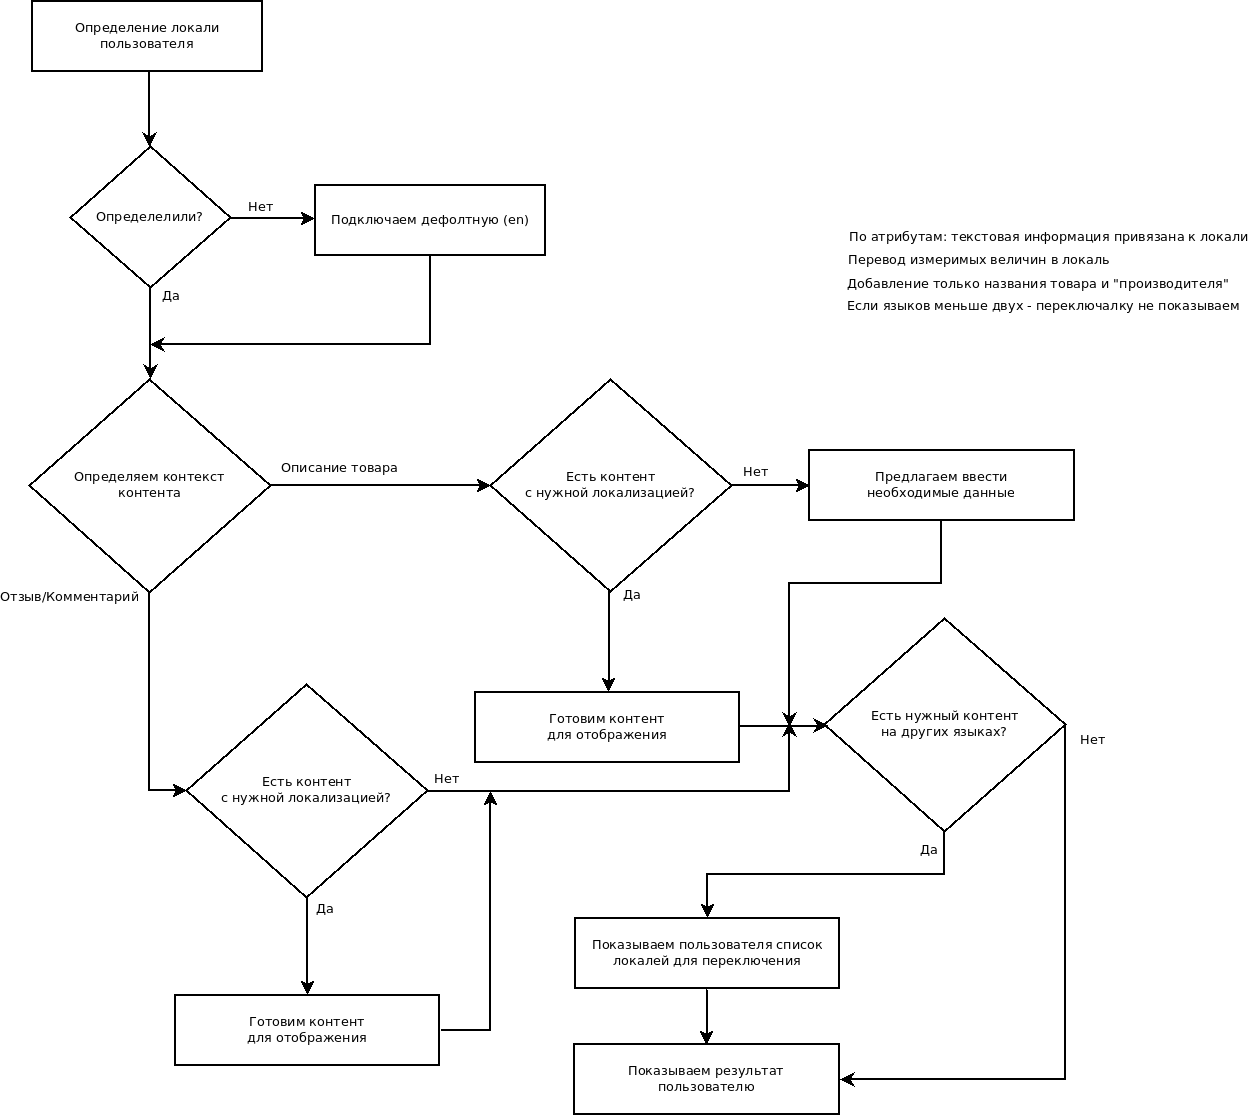 Определение локали
пользователя
Определелили?
Нет
Подключаем дефолтную (en)
Да
По атрибутам: текстовая информация привязана к локали
Перевод измеримых величин в локаль
Добавление только названия товара и "производителя"
Если языков меньше двух - переключалку не показываем
Определяем контекст
контента
Описание товара
Есть контент
с нужной локализацией?
Нет
Предлагаем ввести
необходимые данные
Отзыв/Комментарий
Да
Готовим контент
для отображения
Есть нужный контент
на других языках?
Нет
Есть контент
с нужной локализацией?
Нет
Да
Да
Показываем пользователя список
локалей для переключения
Готовим контент
для отображения
Показываем результат
пользователю